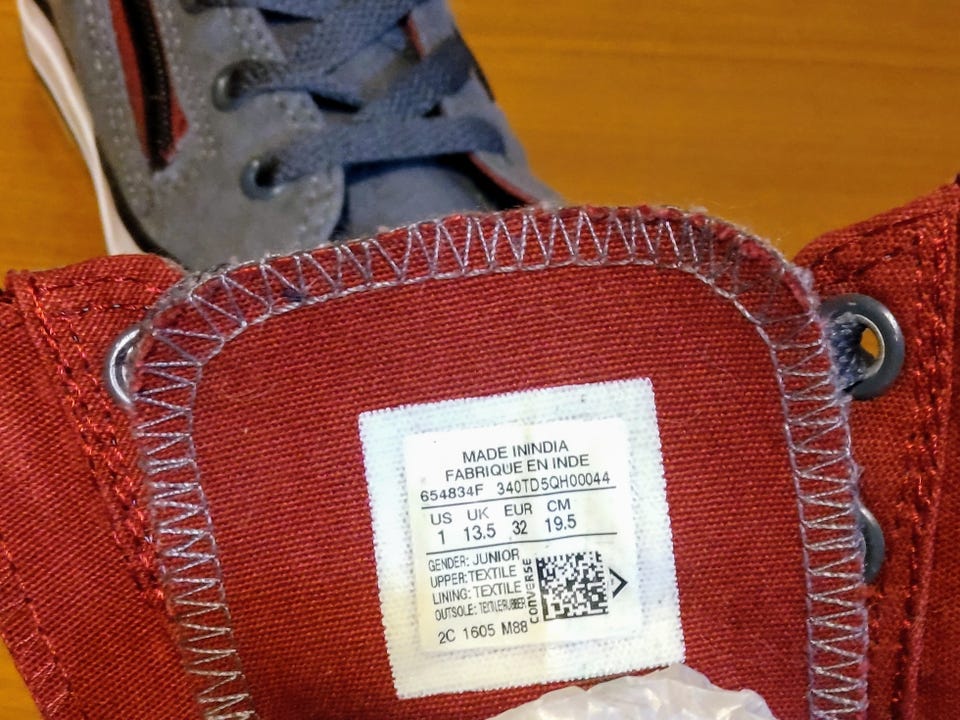 MADE ININDIA
FABRIQUE EN INDE
654834F 340TD5QH00044
US UK EUR CM
1 13.5 32 19.5
GENDER: JUNIOR
UPPER: TEXTILE
LINING: TEXTILE
OUTSOLE: TEXTILE/RUBBER
CONVERSE
2C 1605 M88